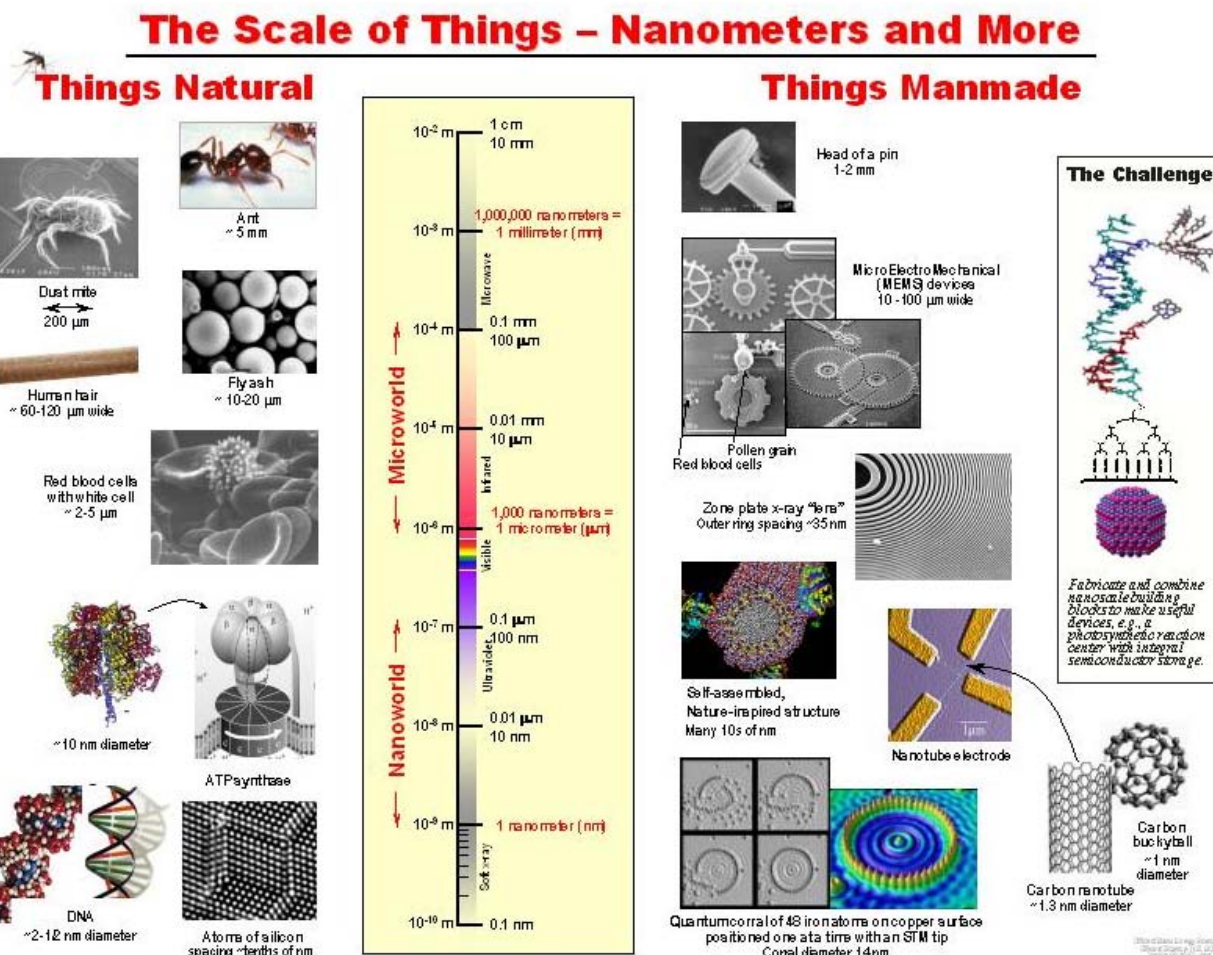 The Scale of Things – Nanometers and More
Things Natural
Things Manmade
Ant
~ 5 mm
Dust mite
200 µm
Human hair
~ 60-120 µm wide
Fly ash
~ 10-20 µm
Red blood cells
with white cell
~ 2-5 µm
~10 nm diameter
ATP synthase
DNA
~2-1/2 nm diameter
Atoms of silicon
spacing ~tenths of nm
10-2 m
1 cm
10 mm
1,000,000 nanometers =
10-3 m
1 millimeter (mm)
Microwave
10-4 m
0.1 mm
100 µm
Microworld
10-5 m
0.01 mm
10 µm
Infrared
1,000 nanometers =
10-6 m
1 micrometer (µm)
Visible
10-7 m
0.1 µm
100 nm
Ultraviolet
Nanoworld
10-8 m
0.01 µm
10 nm
10-9 m
1 nanometer (nm)
Soft x-ray
10-10 m
0.1 nm
Head of a pin
1-2 mm
MicroElectroMechanical
(MEMS) devices
10 -100 µm wide
Pollen grain
Red blood cells
Zone plate x-ray "lens"
Outer ring spacing ~35 nm
Self-assembled,
Nature-inspired structure
Many 10s of nm
1µm
Nanotube electrode
Quantum corral of 48 iron atoms on copper surface
positioned one at a time with an STM tip
Corral diameter 14 nm
Carbon nanotube
~1.3 nm diameter
Carbon
buckyball
~1 nm
diameter
The Challenge
Fabricate and combine
nanoscale building
blocks to make useful
devices, e.g., a
photosynthetic reaction
center with integral
semiconductor storage.